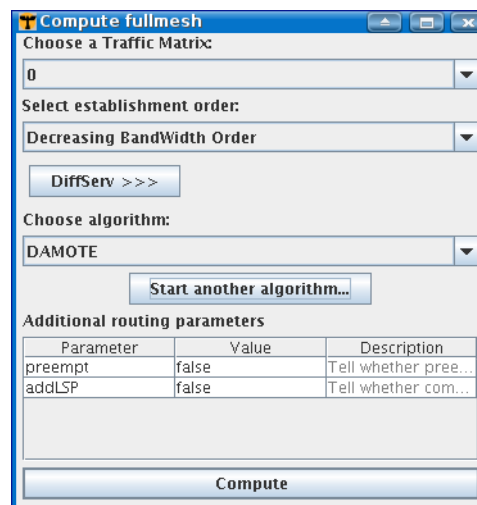 Compute fullmesh
Choose a Traffic Matrix:
0
Select establishment order:
Decreasing BandWidth Order
DiffServ >>>
Choose algorithm:
DAMOTE
Start another algorithm...
Additional routing parameters
Parameter Value Description
preempt false Tell whether pree...
addLSP false Tell whether com...
Compute